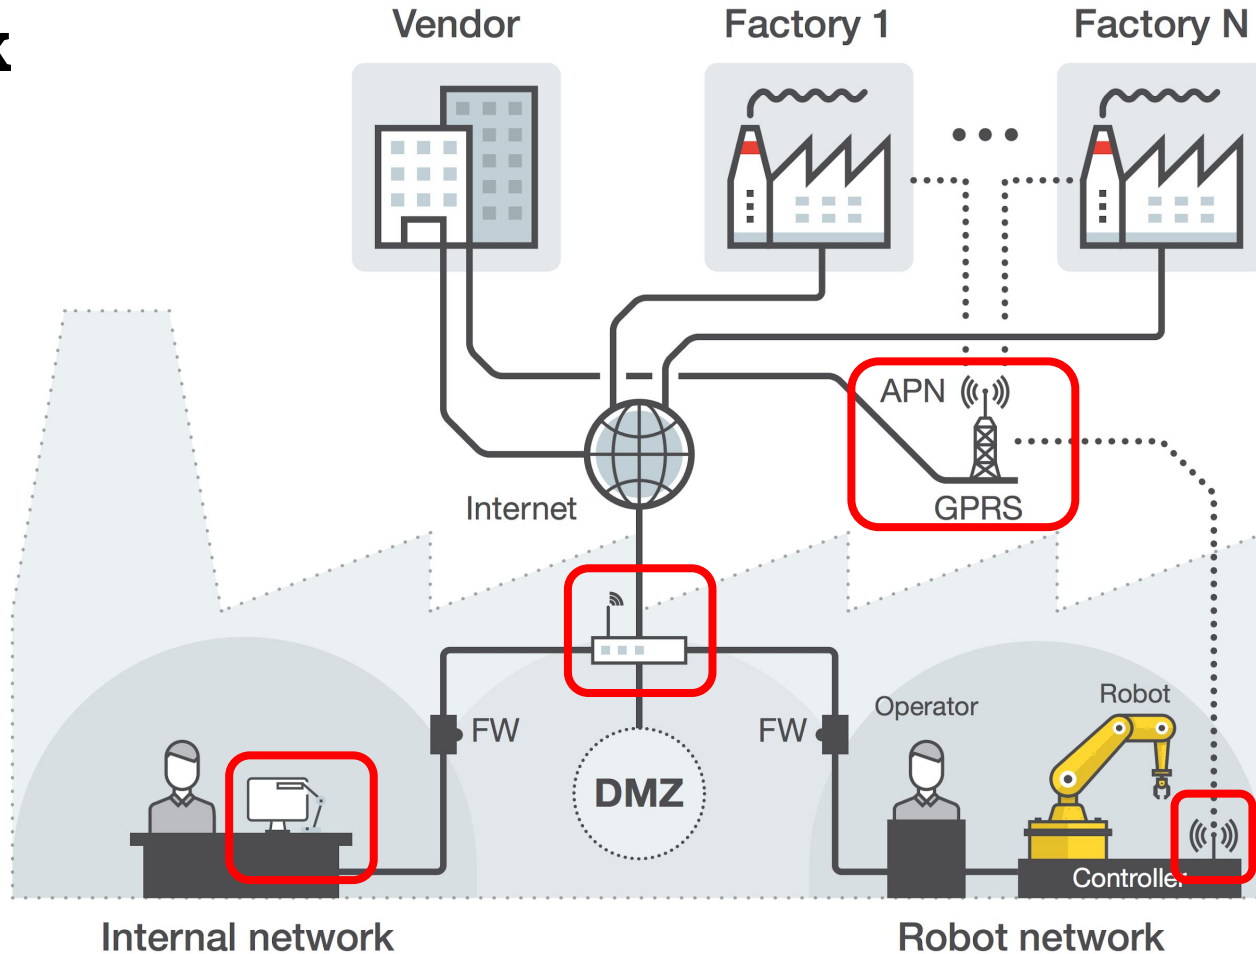 Vendor
Factory 1
Factory N
APN
GPRS
Internet
FW
FW
DMZ
Operator
Robot
Controller
Internal network
Robot network